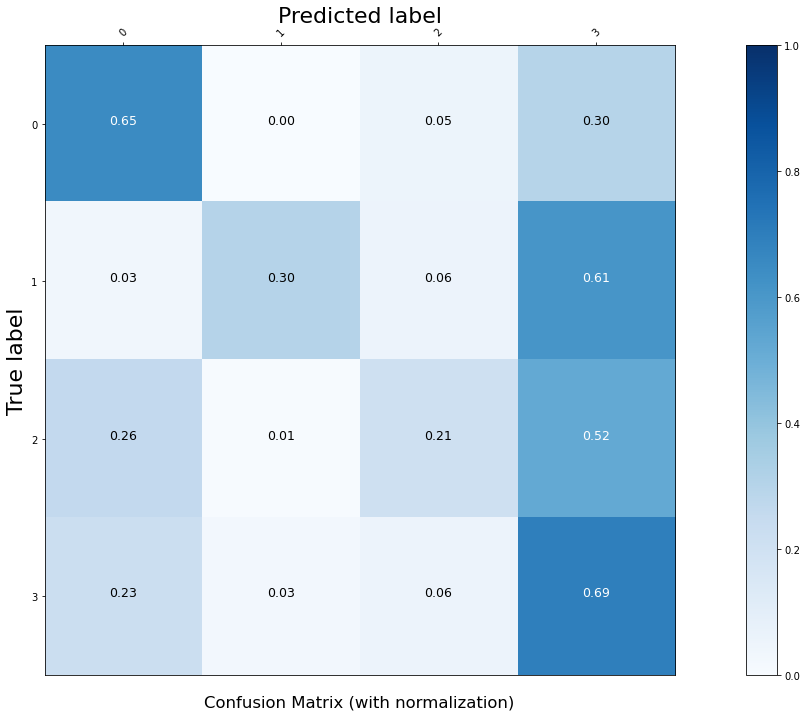 Predicted label
0 1 2 3
1.0
0 0.65 0.00 0.05 0.30
0.8
1 0.03 0.30 0.06 0.61
0.6
True label
0.4
2 0.26 0.01 0.21 0.52
0.2
3 0.23 0.03 0.06 0.69
0.0
Confusion Matrix (with normalization)